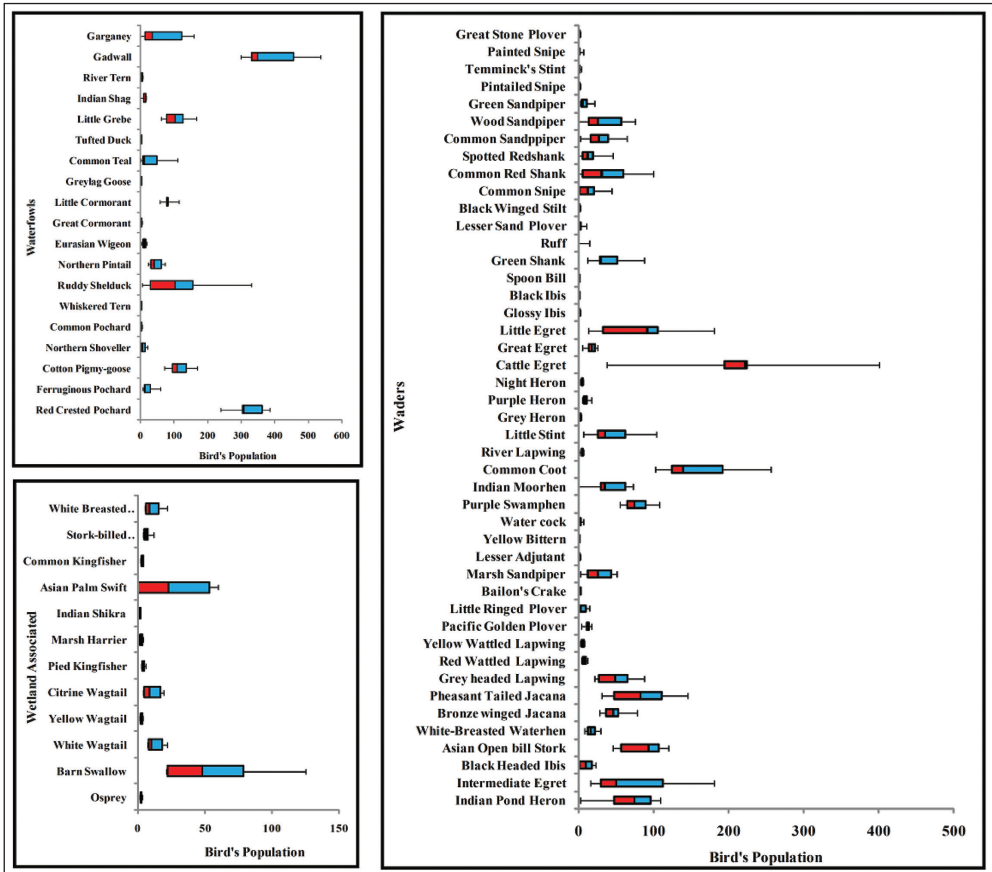 Waterfowls
Garganey
Gadwall
River Tern
Indian Shag
Little Grebe
Tufted Duck
Common Teal
Greylag Goose
Little Cormorant
Great Cormorant
Eurasian Wigeon
Northern Pintail
Ruddy Shelduck
Whiskered Tern
Common Pochard
Northern Shoveller
Cotton Pigmy-goose
Ferruginous Pochard
Red Crested Pochard
0 100 200 300 400 500 600
Bird's Population
Wetland Associated
White Breasted..
Stork-billed..
Common Kingfisher
Asian Palm Swift
Indian Shikra
Marsh Harrier
Pied Kingfisher
Citrine Wagtail
Yellow Wagtail
White Wagtail
Barn Swallow
Osprey
0 50 100 150
Bird's Population
Waders
Great Stone Plover
Painted Snipe
Temminck's Stint
Pintailed Snipe
Green Sandpiper
Wood Sandpiper
Common Sandppiper
Spotted Redshank
Common Red Shank
Common Snipe
Black Winged Stilt
Lesser Sand Plover
Ruff
Green Shank
Spoon Bill
Black Ibis
Glossy Ibis
Little Egret
Great Egret
Cattle Egret
Night Heron
Purple Heron
Grey Heron
Little Stint
River Lapwing
Common Coot
Indian Moorhen
Purple Swamphen
Water cock
Yellow Bittern
Lesser Adjutant
Marsh Sandpiper
Bailon's Crake
Little Ringed Plover
Pacific Golden Plover
Yellow Wattled Lapwing
Red Wattled Lapwing
Grey headed Lapwing
Pheasant Tailed Jacana
Bronze winged Jacana
White-Breasted Waterhen
Asian Open bill Stork
Black Headed Ibis
Intermediate Egret
Indian Pond Heron
0 100 200 300 400 500
Bird's Population